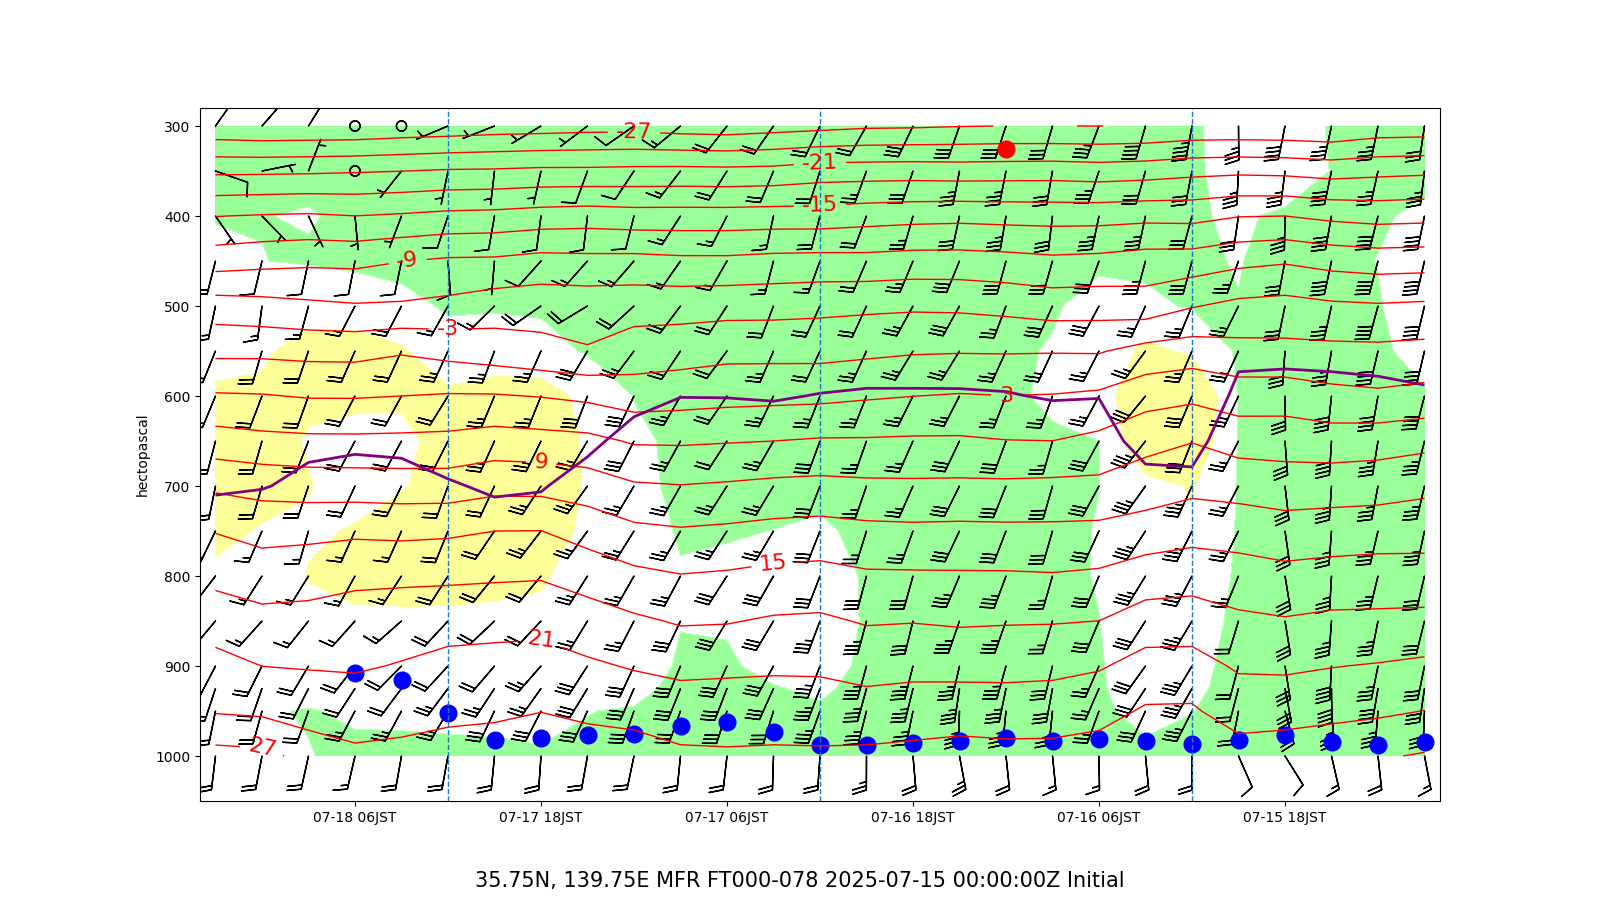 300
400
500
600
700
800
900
1000
hectopascal
-27
-21
-15
-9
-3
3
9
15
21
27
07-18 06JST
07-17 18JST
07-17 06JST
07-16 18JST
07-16 06JST
07-15 18JST
35.75N, 139.75E MFR FT000-078 2025-07-15 00:00:00Z Initial